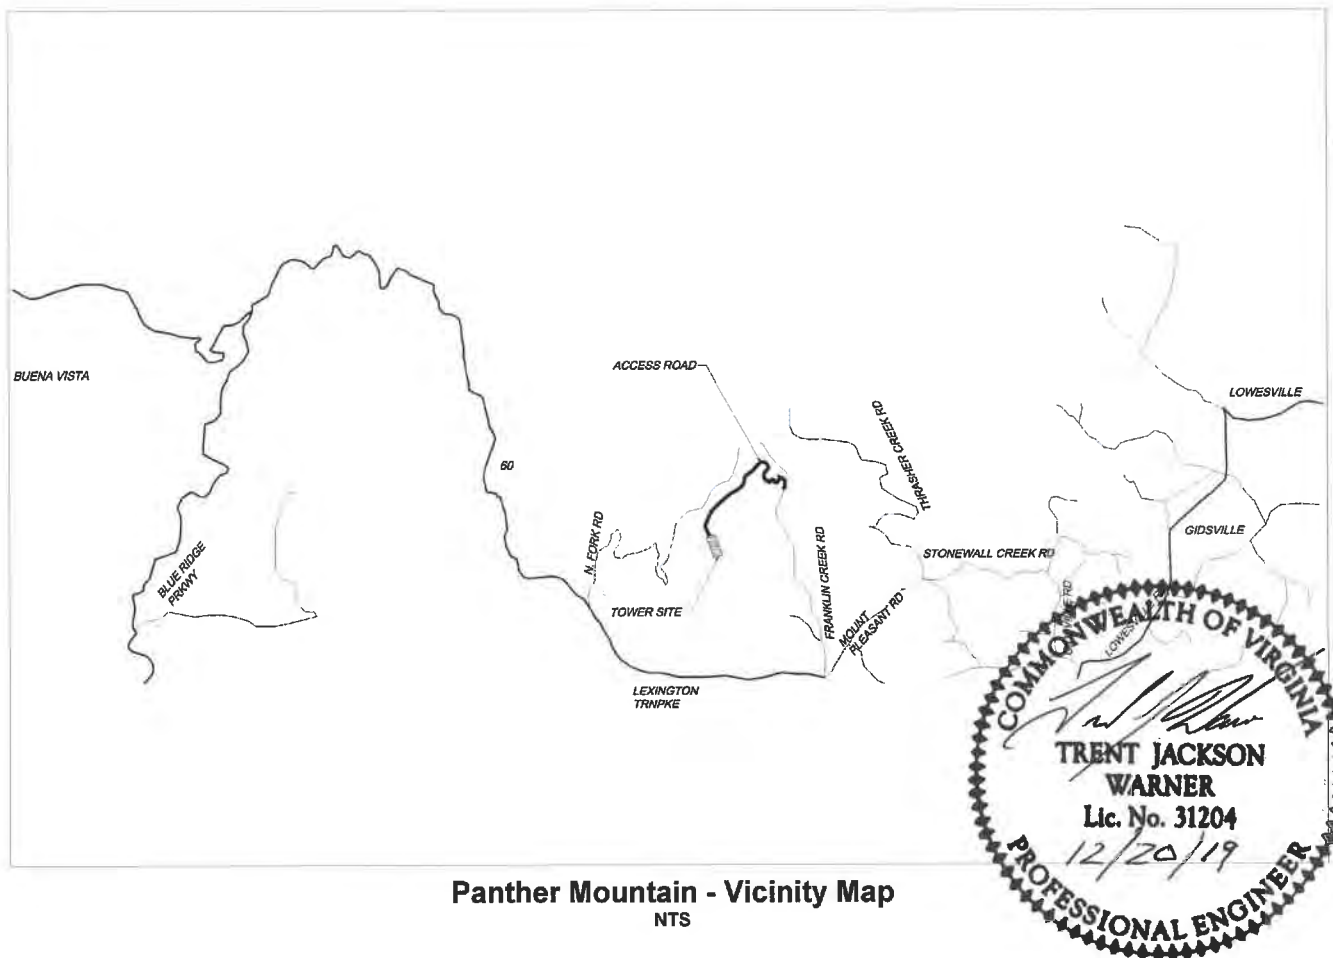 BUENA VISTA
ACCESS ROAD
THRASHER CREEK RD
LOWESVILLE
60
N. FORK RD
GIDSVILLE
STONEWALL CREEK RD
BLUE RIDGE
PRKWY
TOWER SITE
FRANKLIN CREEK RD
MOUNT
PLEASANT RD
LEXINGTON
TRNPKE
COMMONWEALTH OF VIRGINIA
TRENT JACKSON
WARNER
Lic. No. 31204
12/20/19
PROFESSIONAL ENGINEER
Panther Mountain - Vicinity Map
NTS